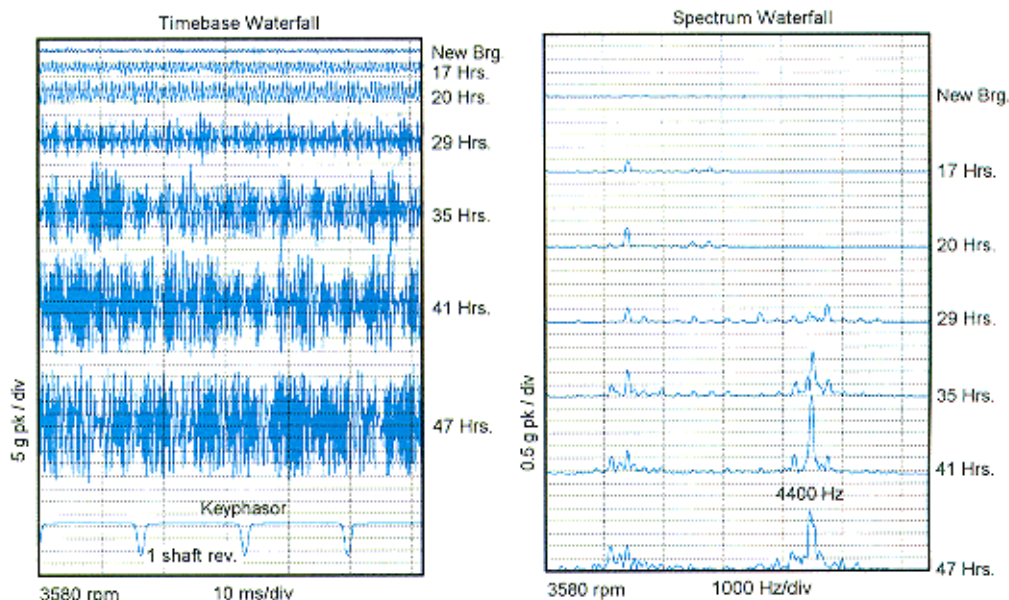 Timebase Waterfall
New Brg.
17 Hrs.
20 Hrs.
29 Hrs.
35 Hrs.
41 Hrs.
47 Hrs.
5 g pk / div
Keyphasor
1 shaft rev.
3580 rpm 10 ms/div
Spectrum Waterfall
New Brg.
17 Hrs.
20 Hrs.
29 Hrs.
35 Hrs.
41 Hrs.
4400 Hz
47 Hrs.
0.5 g pk / div
3580 rpm 1000 Hz/div